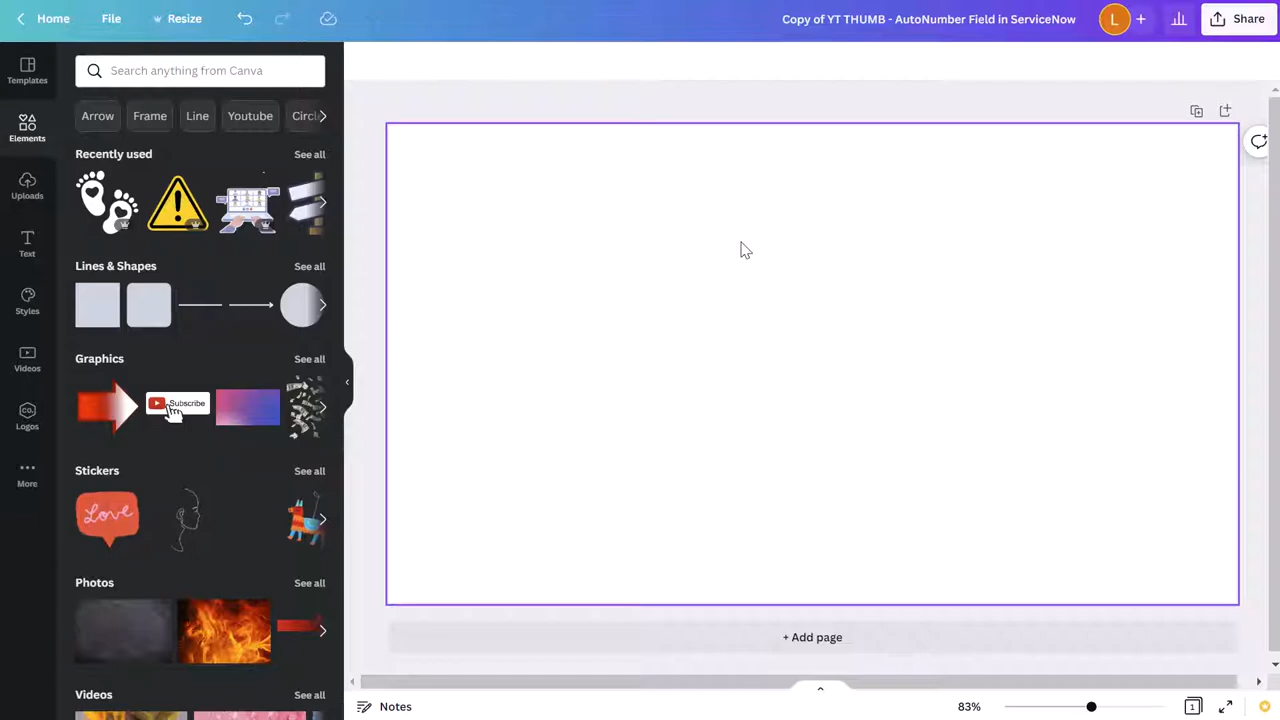 Home File Resize Copy of YT THUMB - AutoNumber Field in ServiceNow L Share
Templates
Elements
Uploads
Text
Styles
Videos
CO.
Logos
More
Search anything from Canva
Arrow Frame Line Youtube Circl
Recently used See all
Lines & Shapes See all
Graphics See all
Subscribe
Stickers See all
Love
Photos See all
Videos See all
+ Add page
Notes 83% 1